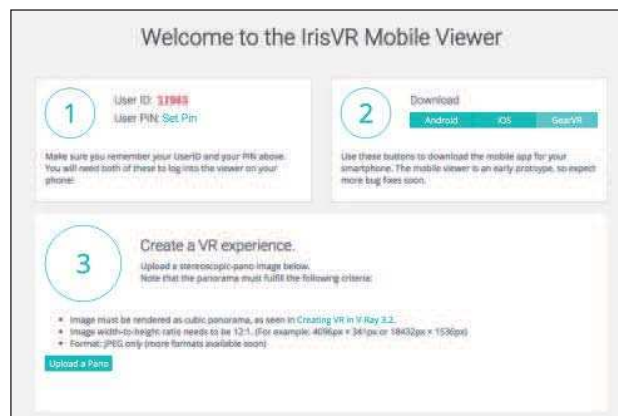 Welcome to the IrisVR Mobile Viewer
1
User ID:
User PIN: Set Pin
Make sure you remember your UserID and your PIN above.
You will need both of these to log into the viewer on your
phone!
2
Download
Android iOS GearVR
Use these buttons to download the mobile app for your
smartphone. The mobile viewer is an early protoype, so expect
more bug fixes soon.
3
Create a VR experience.
Upload a stereoscopic-pano image below.
Note that the panorama must fulfill the following criteria:
Image must be rendered as cubic panorama, as seen in Creating VR in V-Ray 3.2.
Image width-to-height ratio needs to be 12:1. (For example: 4096px × 341px or 18432px × 1536px)
Format: JPEG only (more formats available soon)
Upload a Pano